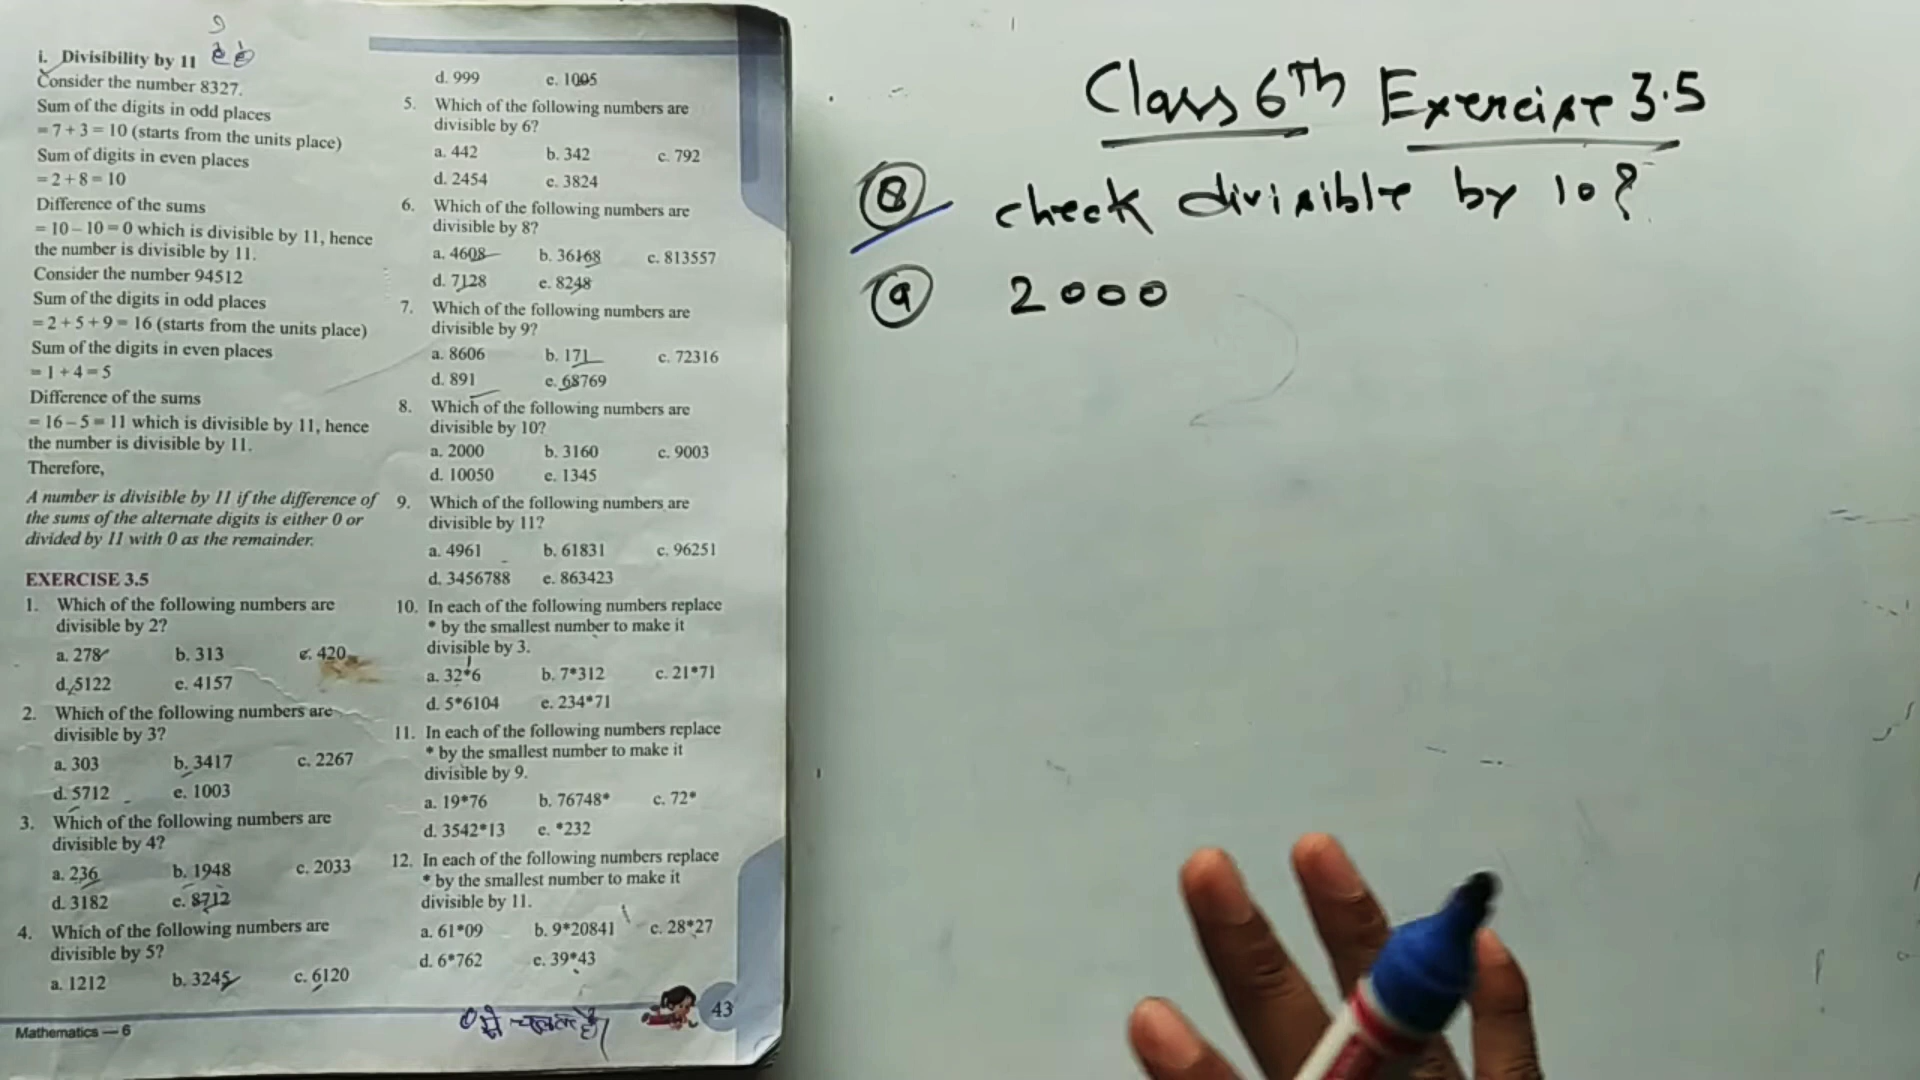 i. Divisibility by 11
Consider the number 8327.
Sum of the digits in odd places
= 7 + 3 = 10 (starts from the units place)
Sum of digits in even places
= 2 + 8 = 10
Difference of the sums
= 10 – 10 = 0 which is divisible by 11, hence
the number is divisible by 11.
Consider the number 94512
Sum of the digits in odd places
= 2 + 5 + 9 = 16 (starts from the units place)
Sum of the digits in even places
= 1 + 4 = 5
Difference of the sums
= 16 – 5 = 11 which is divisible by 11, hence
the number is divisible by 11.
Therefore,
A number is divisible by 11 if the difference of
the sums of the alternate digits is either 0 or
divided by 11 with 0 as the remainder.
EXERCISE 3.5
1. Which of the following numbers are
divisible by 2?
a. 278 b. 313 c. 420
d. 5122 e. 4157
2. Which of the following numbers are
divisible by 3?
a. 303 b. 3417 c. 2267
d. 5712 e. 1003
3. Which of the following numbers are
divisible by 4?
a. 236 b. 1948 c. 2033
d. 3182 e. 8712
4. Which of the following numbers are
divisible by 5?
a. 1212 b. 3245 c. 6120
Mathematics — 6
d. 999 e. 1005
5. Which of the following numbers are
divisible by 6?
a. 442 b. 342 c. 792
d. 2454 e. 3824
6. Which of the following numbers are
divisible by 8?
a. 4608 b. 36168 c. 813557
d. 7128 e. 8248
7. Which of the following numbers are
divisible by 9?
a. 8606 b. 171 c. 72316
d. 891 e. 68769
8. Which of the following numbers are
divisible by 10?
a. 2000 b. 3160 c. 9003
d. 10050 e. 1345
9. Which of the following numbers are
divisible by 11?
a. 4961 b. 61831 c. 96251
d. 3456788 e. 863423
10. In each of the following numbers replace
* by the smallest number to make it
divisible by 3.
a. 32*6 b. 7*312 c. 21*71
d. 5*6104 e. 234*71
11. In each of the following numbers replace
* by the smallest number to make it
divisible by 9.
a. 19*76 b. 76748* c. 72*
d. 3542*13 e. *232
12. In each of the following numbers replace
* by the smallest number to make it
divisible by 11.
a. 61*09 b. 9*20841 c. 28*27
d. 6*762 e. 39*43
43
Class 6Th Exercise 3.5
8 check divisible by 10?
a 2000